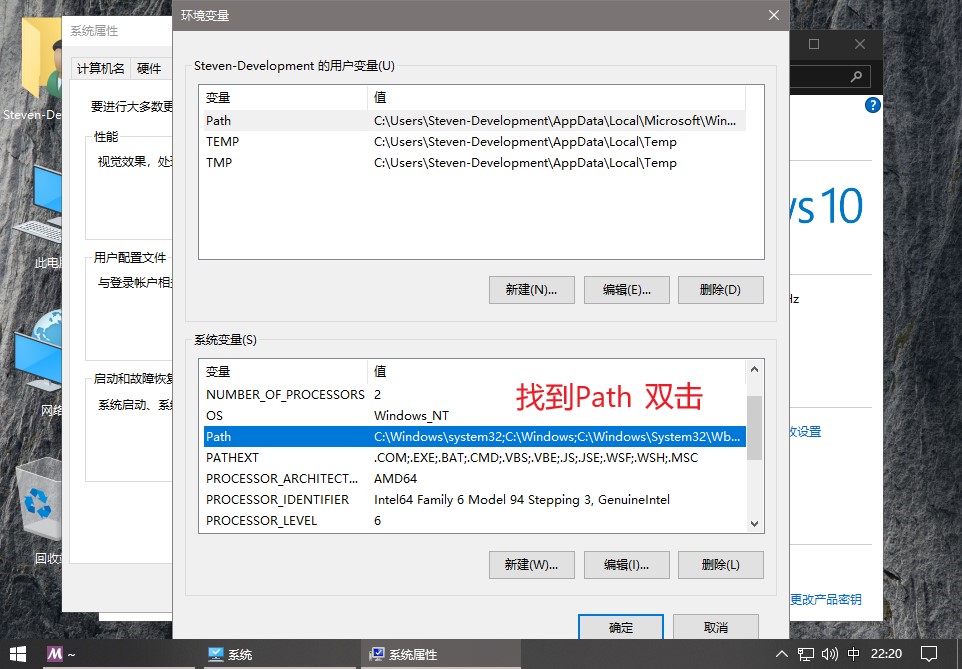 环境变量
系统属性
计算机名
硬件
Steven-De
要进行大多数更
性能
视觉效果，处
此电
用户配置文件
与登录帐户相
启动和故障恢复
系统启动、系
网络
回收
Steven-Development 的用户变量(U)
变量 值
Path C:\Users\Steven-Development\AppData\Local\Microsoft\Win...
TEMP C:\Users\Steven-Development\AppData\Local\Temp
TMP C:\Users\Steven-Development\AppData\Local\Temp
新建(N)... 编辑(E)... 删除(D)
系统变量(S)
变量 值
NUMBER_OF_PROCESSORS 2
OS Windows_NT
Path C:\Windows\system32;C:\Windows;C:\Windows\System32\Wb...
PATHEXT .COM;.EXE;.BAT;.CMD;.VBS;.VBE;.JS;.JSE;.WSF;.WSH;.MSC
PROCESSOR_ARCHITECT... AMD64
PROCESSOR_IDENTIFIER Intel64 Family 6 Model 94 Stepping 3, GenuineIntel
PROCESSOR_LEVEL 6
找到Path 双击
新建(W)... 编辑(I)... 删除(L)
确定 取消
?
ws 10
Hz
改设置
更改产品密钥
M ~
系统
系统属性
中 22:20